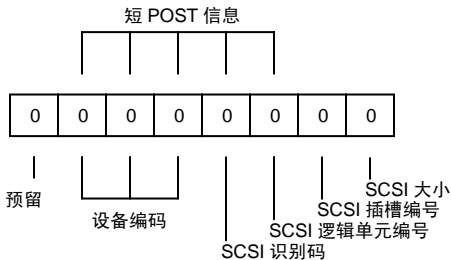 短 POST 信息
0 0 0 0 0 0 0 0
预留
设备编码
SCSI 大小
SCSI 插槽编号
SCSI 逻辑单元编号
SCSI 识别码